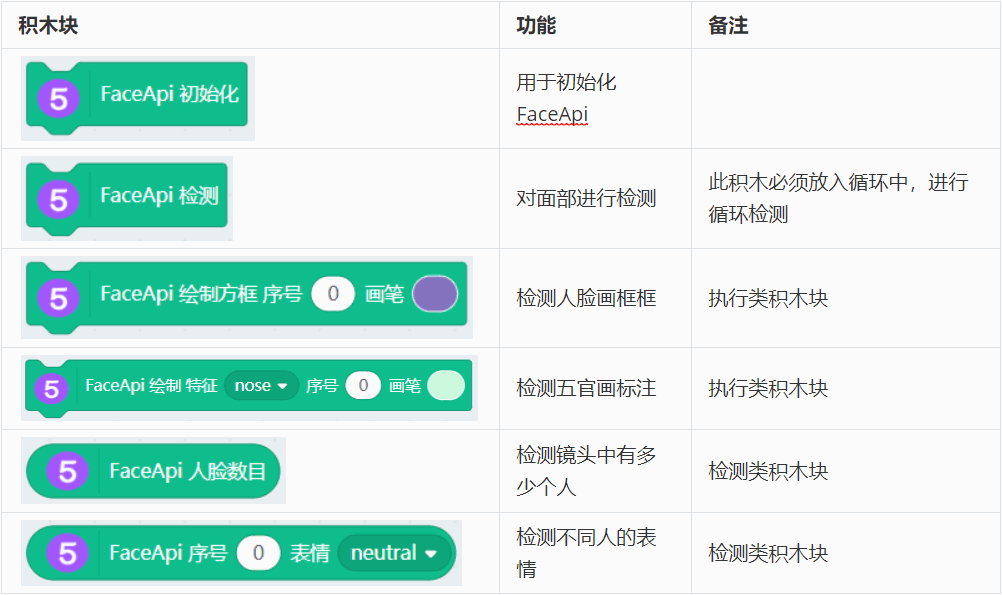 积木块 功能 备注
5 FaceApi 初始化
用于初始化
FaceApi
5 FaceApi 检测
对面部进行检测
此积木必须放入循环中，进行
循环检测
5 FaceApi 绘制方框 序号 0 画笔
检测人脸画框框
执行类积木块
5 FaceApi 绘制 特征 nose 序号 0 画笔
检测五官画标注
执行类积木块
5 FaceApi 人脸数目
检测镜头中有多
少个人
检测类积木块
5 FaceApi 序号 0 表情 neutral
检测不同人的表
情
检测类积木块